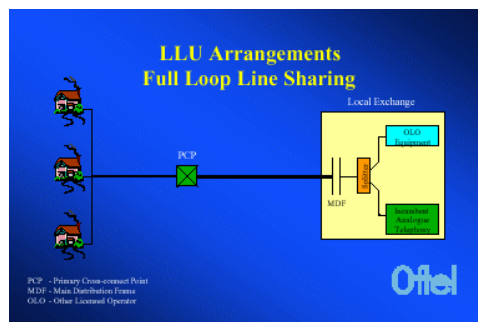 LLU Arrangements
Full Loop Line Sharing
Local Exchange
OLO
Equipment
PCP
Splitter
MDF
Incumbent
Analogue
Telephony
PCP - Primary Cross-connect Point
MDF - Main Distribution Frame
OLO - Other Licensed Operator
Oftel